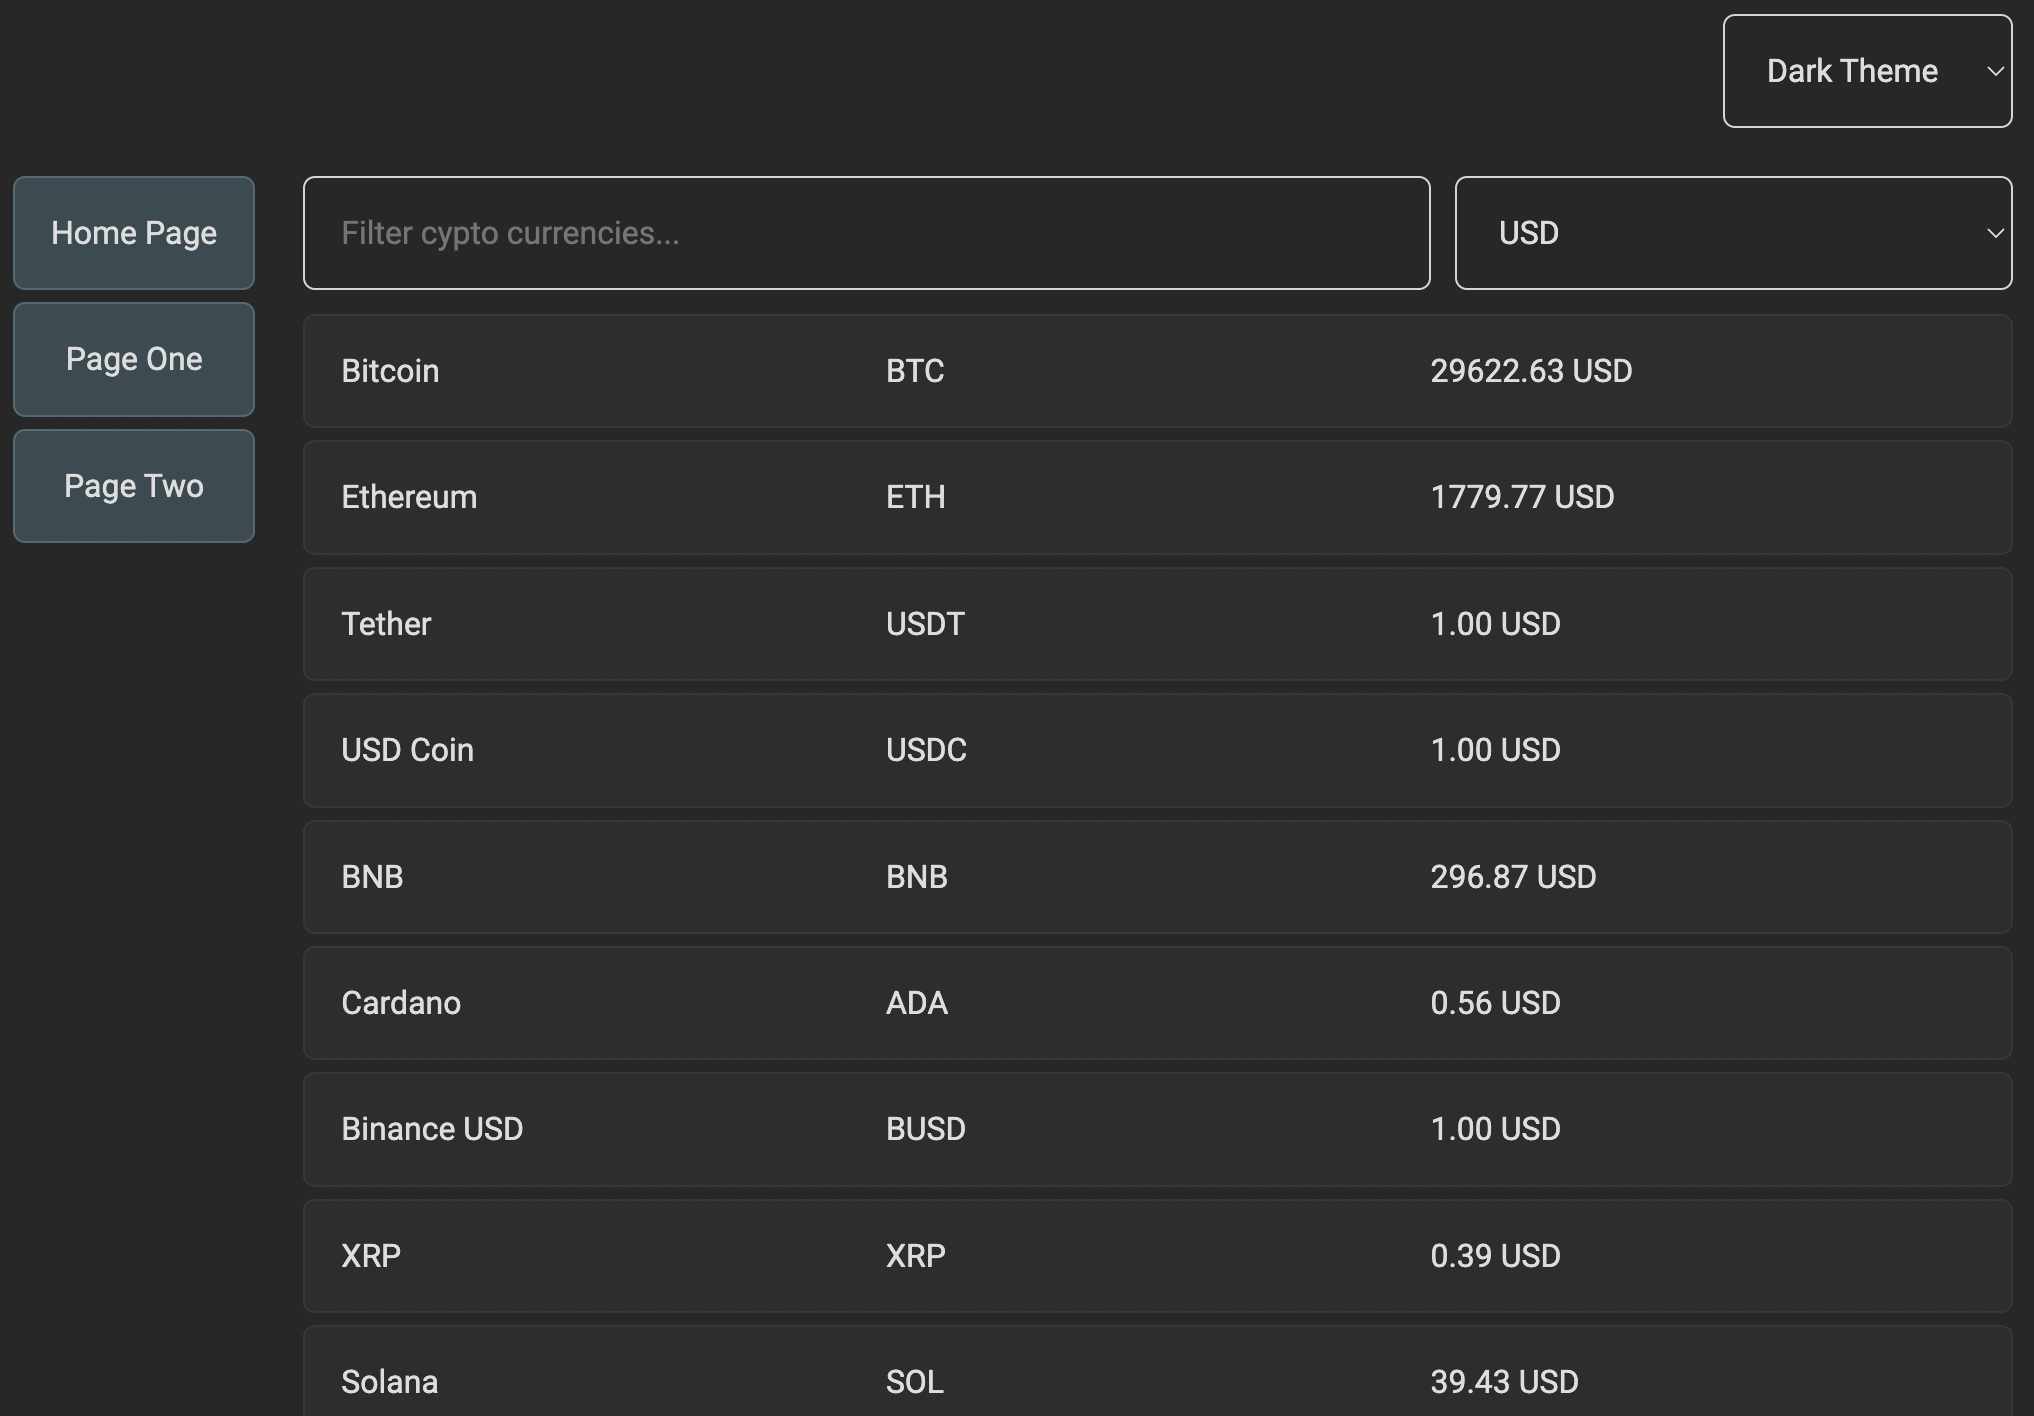 Dark Theme
Home Page
Page One
Page Two
Filter cypto currencies...
USD
Bitcoin BTC 29622.63 USD
Ethereum ETH 1779.77 USD
Tether USDT 1.00 USD
USD Coin USDC 1.00 USD
BNB BNB 296.87 USD
Cardano ADA 0.56 USD
Binance USD BUSD 1.00 USD
XRP XRP 0.39 USD
Solana SOL 39.43 USD